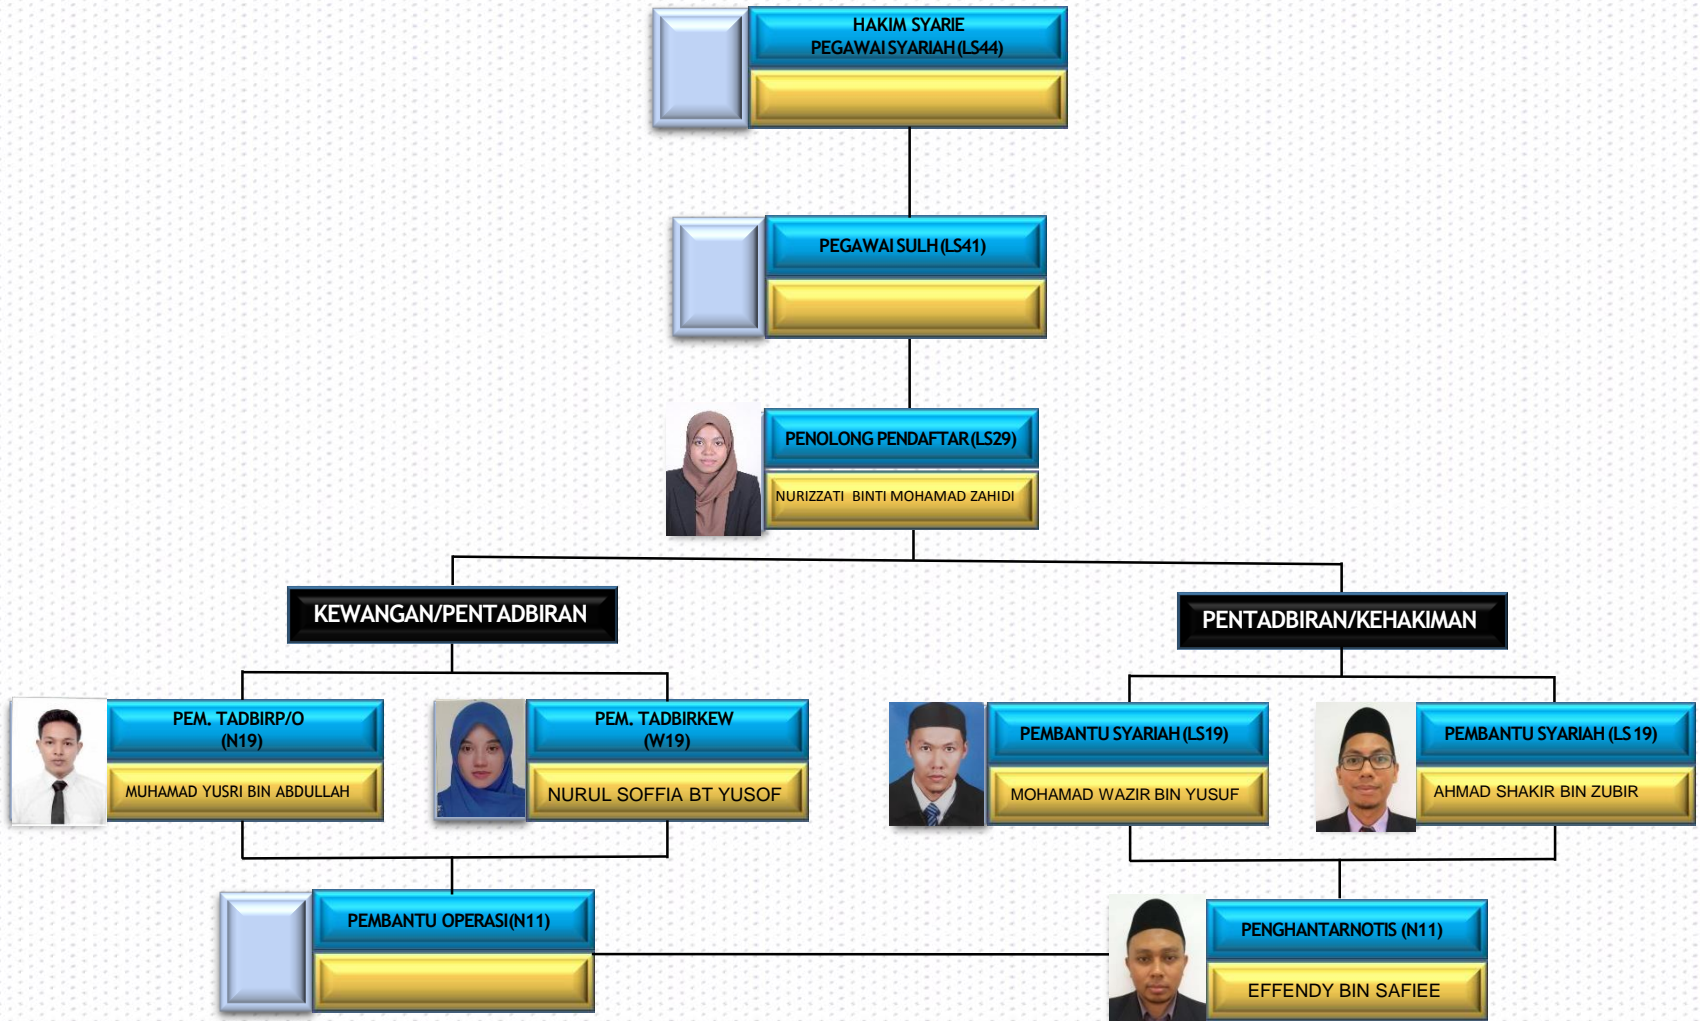 HAKIM SYARIE
PEGAWAI SYARIAH (LS44)
PEGAWAI SULH (LS41)
PENOLONG PENDAFTAR (LS29)
NURIZZATI BINTI MOHAMAD ZAHIDI
KEWANGAN/PENTADBIRAN
PENTADBIRAN/KEHAKIMAN
PEM. TADBIRP/O
(N19)
MUHAMAD YUSRI BIN ABDULLAH
PEM. TADBIRKEW
(W19)
NURUL SOFFIA BT YUSOF
PEMBANTU SYARIAH (LS19)
MOHAMAD WAZIR BIN YUSUF
PEMBANTU SYARIAH (LS 19)
AHMAD SHAKIR BIN ZUBIR
PEMBANTU OPERASI(N11)
PENGHANTARNOTIS (N11)
EFFENDY BIN SAFIEE